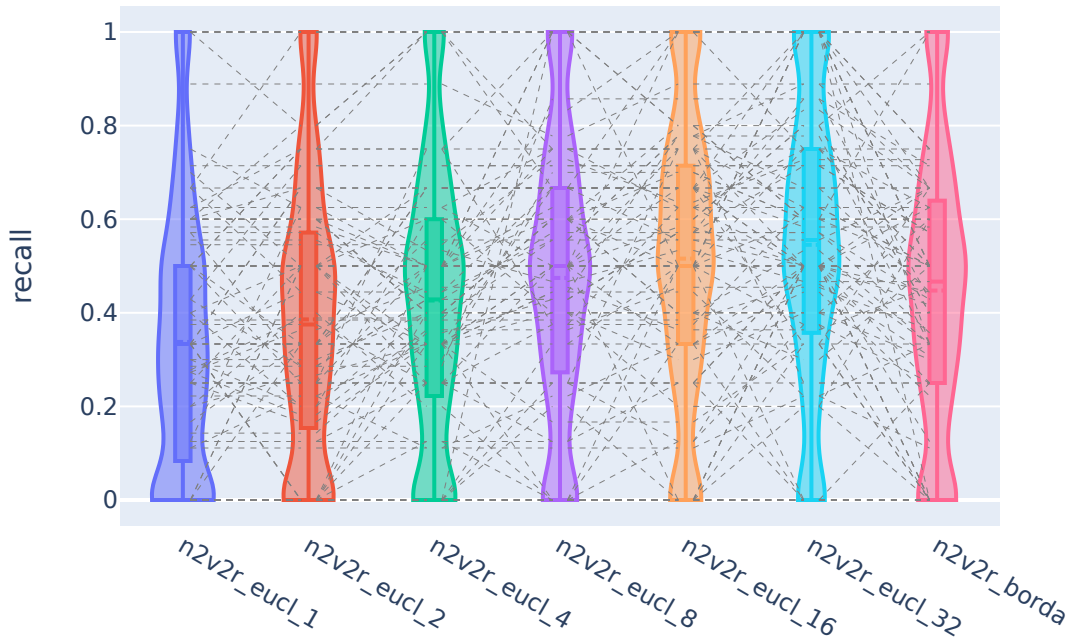 1
0.8
0.6
0.4
0.2
0
recall
n2v2r_eucl_1
n2v2r_eucl_2
n2v2r_eucl_4
n2v2r_eucl_8
n2v2r_eucl_16
n2v2r_eucl_32
n2v2r_borda